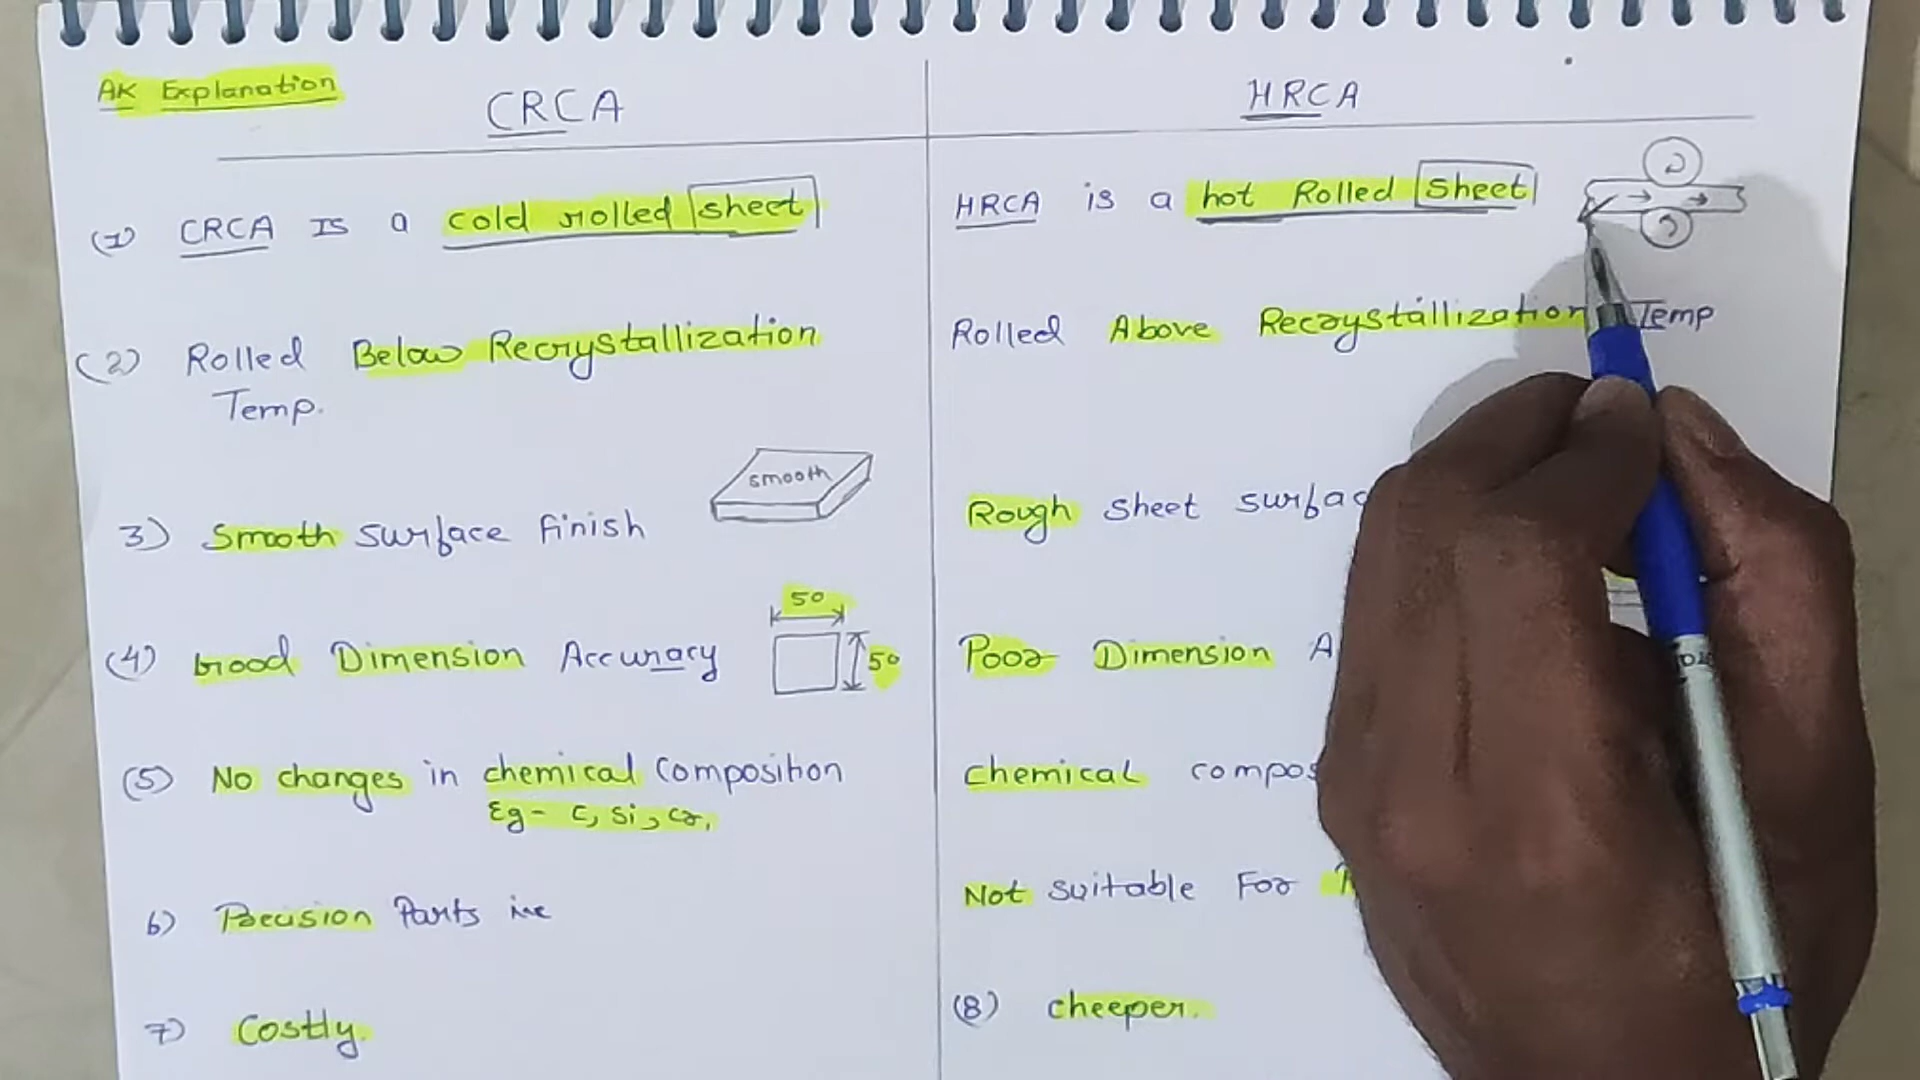 AK Explanation
CRCA
HRCA
(1) CRCA IS a cold rolled sheet
HRCA is a hot Rolled sheet
(2) Rolled Below Recrystallization
Temp.
Rolled Above Recrystallization Temp
smooth
3) Smooth surface finish
Rough sheet
50
(4) Good Dimension Accuracy
50
Poor Dimension
(5) No changes in chemical composition
Eg- C, Si, Cr,
chemical
6) Precision Parts
Not suitable For
7) Costly.
(8) cheeper.